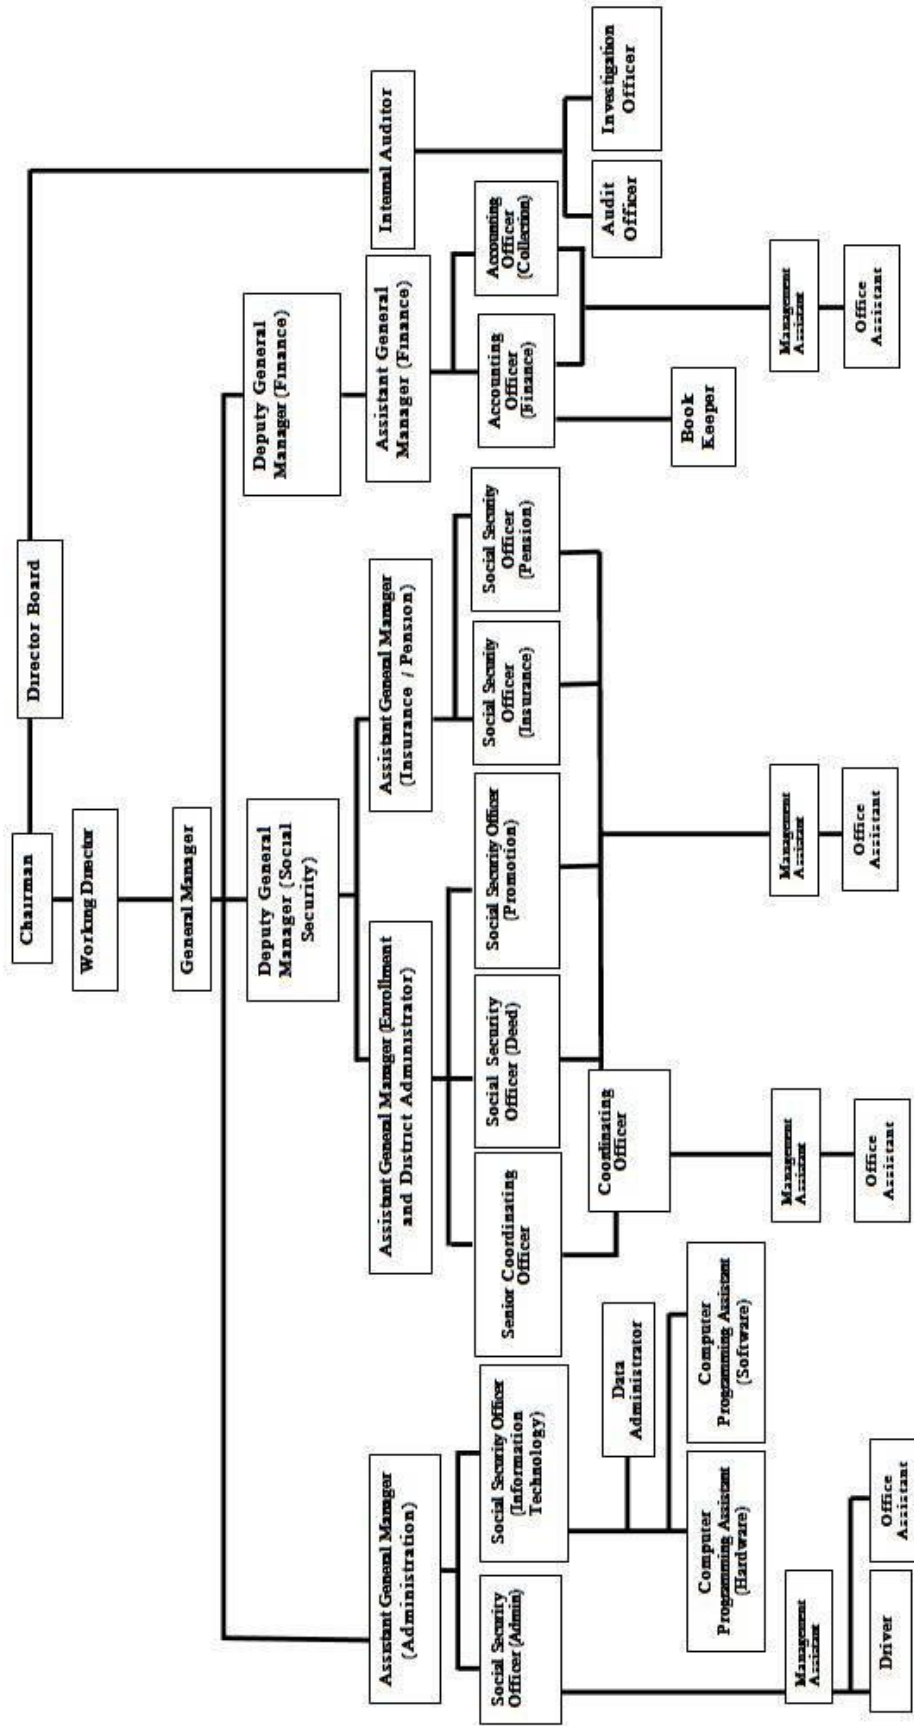 Chairman
Director Board
Working Director
General Manager
Deputy General
Manager (Social
Security)
Deputy General
Manager (Finance)
Assistant General Manager
(Administration)
Assistant General Manager (Enrollment
and District Administrator)
Assistant General Manager
(Insurance / Pension)
Assistant General
Manager (Finance)
Internal Auditor
Social Security
Officer (Admin)
Social Security Officer
(Information
Technology)
Senior Coordinating
Officer
Social Security
Officer (Deed)
Social Security Officer
(Promotion)
Social Security
Officer
(Insurance)
Social Security
Officer
(Pension)
Accounting
Officer
(Finance)
Accounting
Officer
(Collection)
Audit
Officer
Investigation
Officer
Data
Administrator
Coordinating
Officer
Book
Keeper
Computer
Programming Assistant
(Hardware)
Computer
Programming Assistant
(Software)
Management
Assistant
Management
Assistant
Management
Assistant
Management
Assistant
Driver
Office
Assistant
Office
Assistant
Office
Assistant
Office
Assistant